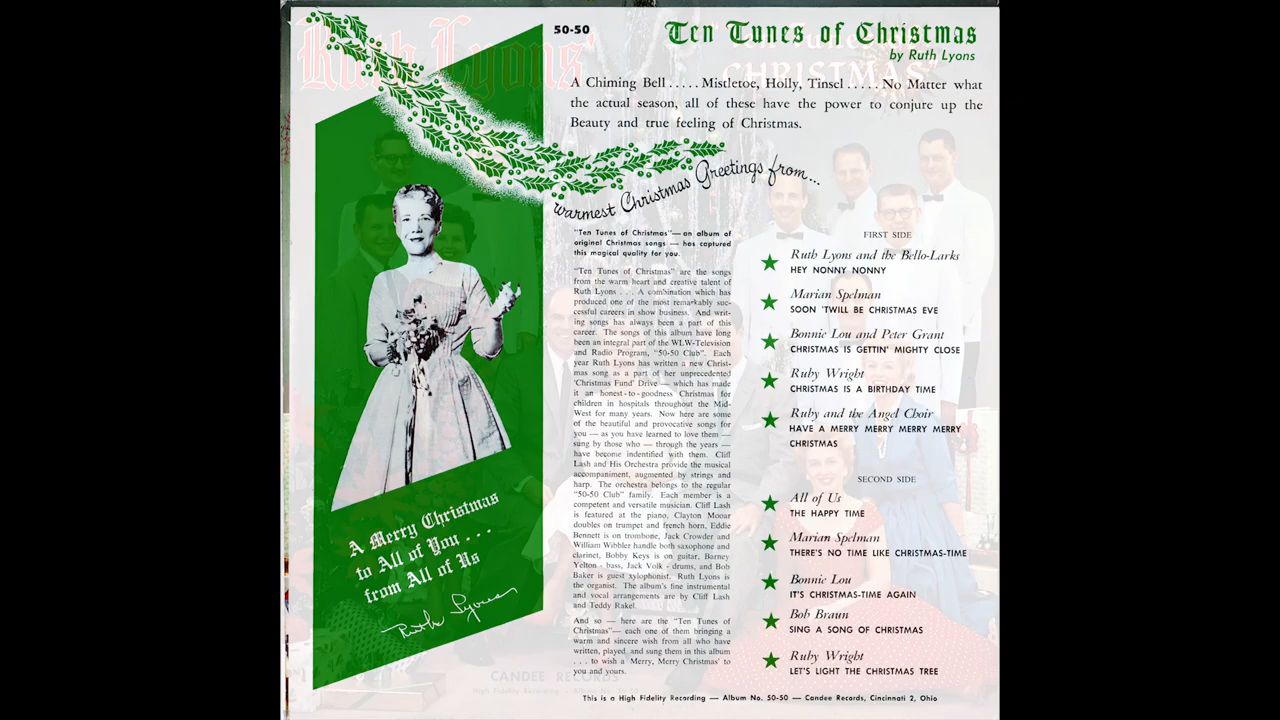 Ruth Lyons'
50-50
Ten Tunes of Christmas
by Ruth Lyons
A Chiming Bell . . . . . Mistletoe, Holly, Tinsel . . . . . No Matter what
the actual season, all of these have the power to conjure up the
Beauty and true feeling of Christmas.
Warmest Christmas Greetings from...
"Ten Tunes of Christmas"—an album of
original Christmas songs — has captured
this magical quality for you.
"Ten Tunes of Christmas" are the songs
from the warm heart and creative talent of
Ruth Lyons . . . A combination which has
produced one of the most remarkably suc-
cessful careers in show business. And writ-
ing songs has always been a part of this
career. The songs of this album have long
been an integral part of the WLW-Television
and Radio Program, "50-50 Club". Each
year Ruth Lyons has written a new Christ-
mas song as a part of her unprecedented
'Christmas Fund' Drive — which has made
it an honest-to-goodness Christmas for
children in hospitals throughout the Mid-
West for many years. Now here are some
of the beautiful and provocative songs for
you — as you have learned to love them —
sung by those who — through the years —
have become indentified with them. Cliff
Lash and His Orchestra provide the musical
accompaniment, augmented by strings and
harp. The orchestra belongs to the regular
"50-50 Club" family. Each member is a
competent and versatile musician. Cliff Lash
is featured at the piano, Clayton Mooar
doubles on trumpet and french horn, Eddie
Bennett is on trombone, Jack Crowder and
William Wibbler handle both saxophone and
clarinet, Bobby Keys is on guitar, Barney
Yelton - bass, Jack Volk - drums, and Bob
Baker is guest xylophonist. Ruth Lyons is
the organist. The album's fine instrumental
and vocal arrangements are by Cliff Lash
and Teddy Rakel.
And so — here are the "Ten Tunes of
Christmas"— each one of them bringing a
warm and sincere wish from all who have
written, played and sung them in this album
. . . to wish a 'Merry, Merry Christmas' to
you and yours.
FIRST SIDE
Ruth Lyons and the Bello-Larks
HEY NONNY NONNY
Marian Spelman
SOON 'TWILL BE CHRISTMAS EVE
Bonnie Lou and Peter Grant
CHRISTMAS IS GETTIN' MIGHTY CLOSE
Ruby Wright
CHRISTMAS IS A BIRTHDAY TIME
Ruby and the Angel Choir
HAVE A MERRY MERRY MERRY MERRY
CHRISTMAS
SECOND SIDE
All of Us
THE HAPPY TIME
Marian Spelman
THERE'S NO TIME LIKE CHRISTMAS-TIME
Bonnie Lou
IT'S CHRISTMAS-TIME AGAIN
Bob Braun
SING A SONG OF CHRISTMAS
Ruby Wright
LET'S LIGHT THE CHRISTMAS TREE
A Merry Christmas
to All of You . . .
from All of Us
Ruth Lyons
CANDEE RECORDS
High Fidelity Recording — Album No. 50-50
This is a High Fidelity Recording — Album No. 50-50 — Candee Records, Cincinnati 2, Ohio